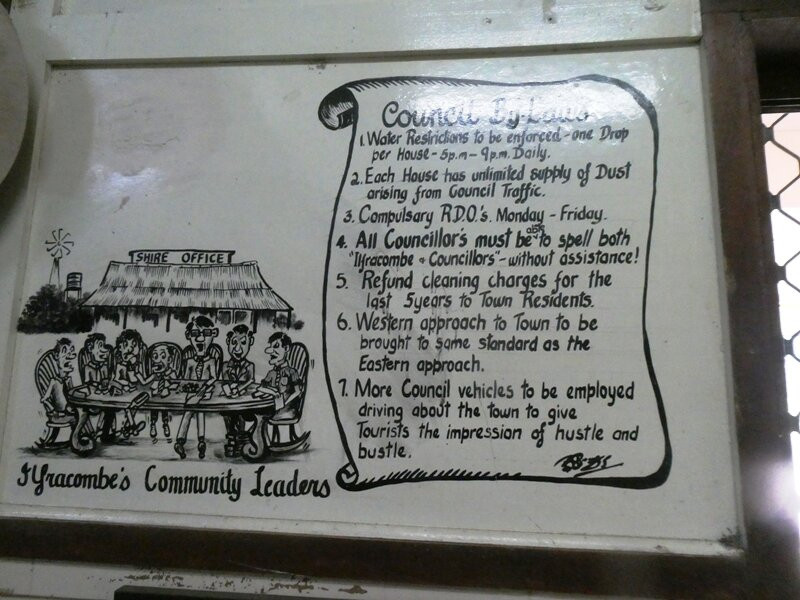 SHIRE OFFICE
Ilfracombe's Community Leaders
Council By-Laws
1. Water Restrictions to be enforced - one Drop
per House - 5p.m - 9p.m. Daily.
2. Each House has unlimited supply of Dust
arising from Council Traffic.
3. Compulsary R.D.O.'s. Monday - Friday.
4. All Councillor's must be able to spell both
"Ilfracombe & Councillors" - without assistance!
5. Refund cleaning charges for the
last 5years to Town Residents.
6. Western approach to Town to be
brought to same standard as the
Eastern approach.
7. More Council vehicles to be employed
driving about the town to give
Tourists the impression of hustle and
bustle.